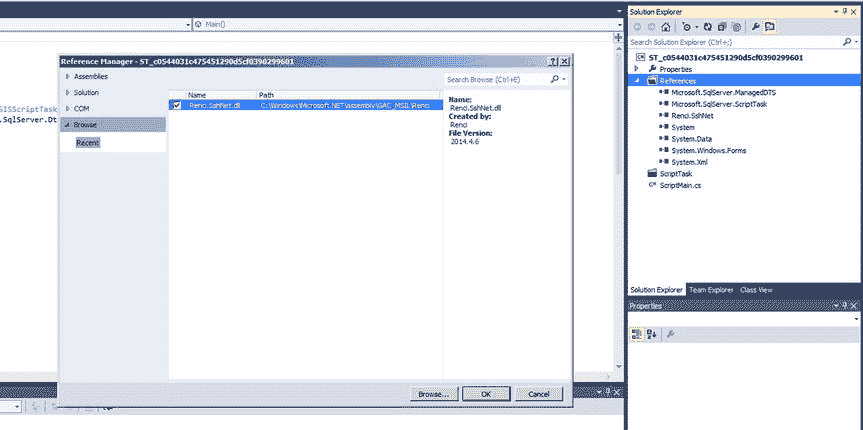 Main()
Reference Manager - ST_c0544031c475451290d5cf0390299601
Assemblies
Solution
COM
Browse
Recent
Search Browse (Ctrl+E)
Name Path
Renci.SshNet.dll C:\Windows\Microsoft.NET\assembly\GAC_MSIL\Renci
Name:
Renci.SshNet.dll
Created by:
Renci
File Version:
2014.4.6
Browse... OK Cancel
SISScriptTask
.SqlServer.Dt
Solution Explorer
Search Solution Explorer (Ctrl+;)
ST_c0544031c475451290d5cf0390299601
Properties
References
Microsoft.SqlServer.ManagedDTS
Microsoft.SqlServer.ScriptTask
Renci.SshNet
System
System.Data
System.Windows.Forms
System.Xml
ScriptTask
ScriptMain.cs
Solution Explorer Team Explorer Class View
Properties